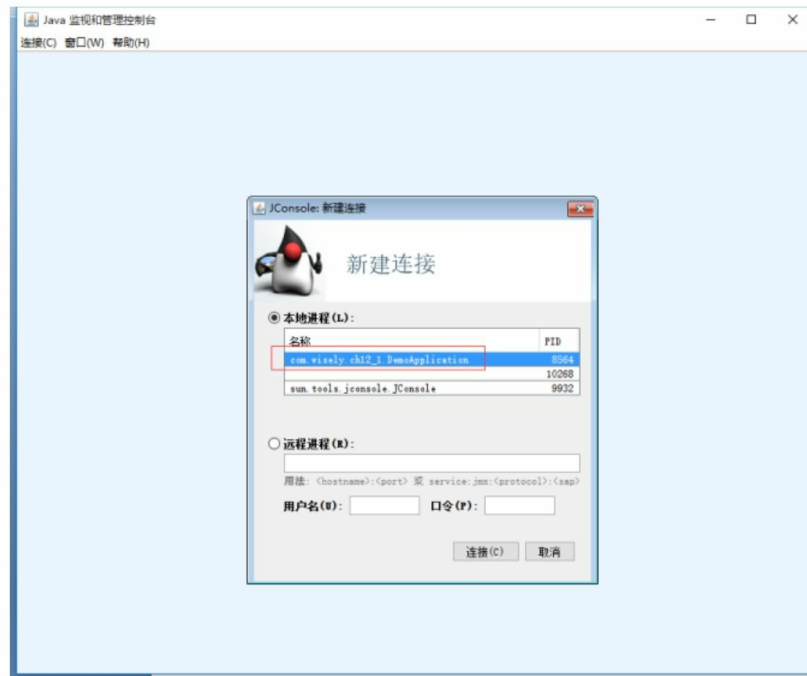 Java 监视和管理控制台
连接(C) 窗口(W) 帮助(H)
JConsole: 新建连接
新建连接
本地进程(L):
名称 PID
com.wisely.ch12_1.DemoApplication 8564
10268
sun.tools.jconsole.JConsole 9932
远程进程(R):
用法: <hostname>:<port> 或 service:jmx:<protocol>:<sap>
用户名(U): 口令(P):
连接(C) 取消